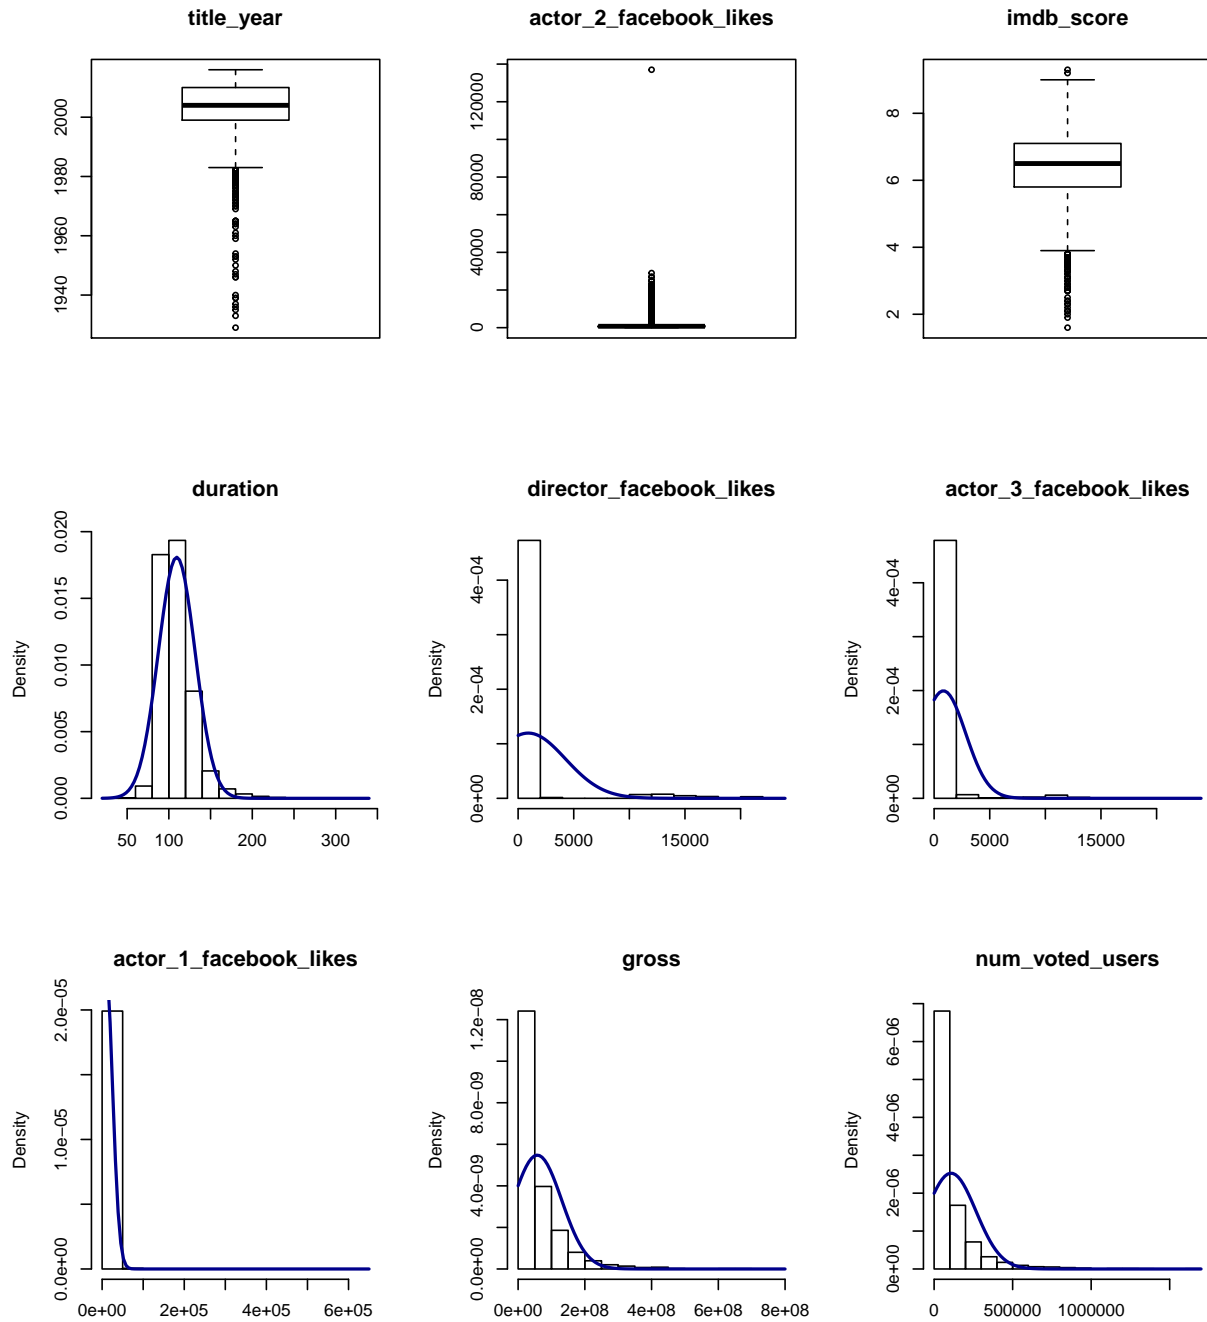 title_year
actor_2_facebook_likes
imdb_score
1940 1960 1980 2000
0 40000 80000 120000
2 4 6 8
duration
director_facebook_likes
actor_3_facebook_likes
Density
0.000 0.005 0.010 0.015 0.020
50 100 200 300
Density
0e+00 2e-04 4e-04
0 5000 15000
Density
0e+00 2e-04 4e-04
0 5000 15000
actor_1_facebook_likes
gross
num_voted_users
Density
0.0e+00 1.0e-05 2.0e-05
0e+00 2e+05 4e+05 6e+05
Density
0.0e+00 4.0e-09 8.0e-09 1.2e-08
0e+00 2e+08 4e+08 6e+08 8e+08
Density
0e+00 2e-06 4e-06 6e-06
0 500000 1000000